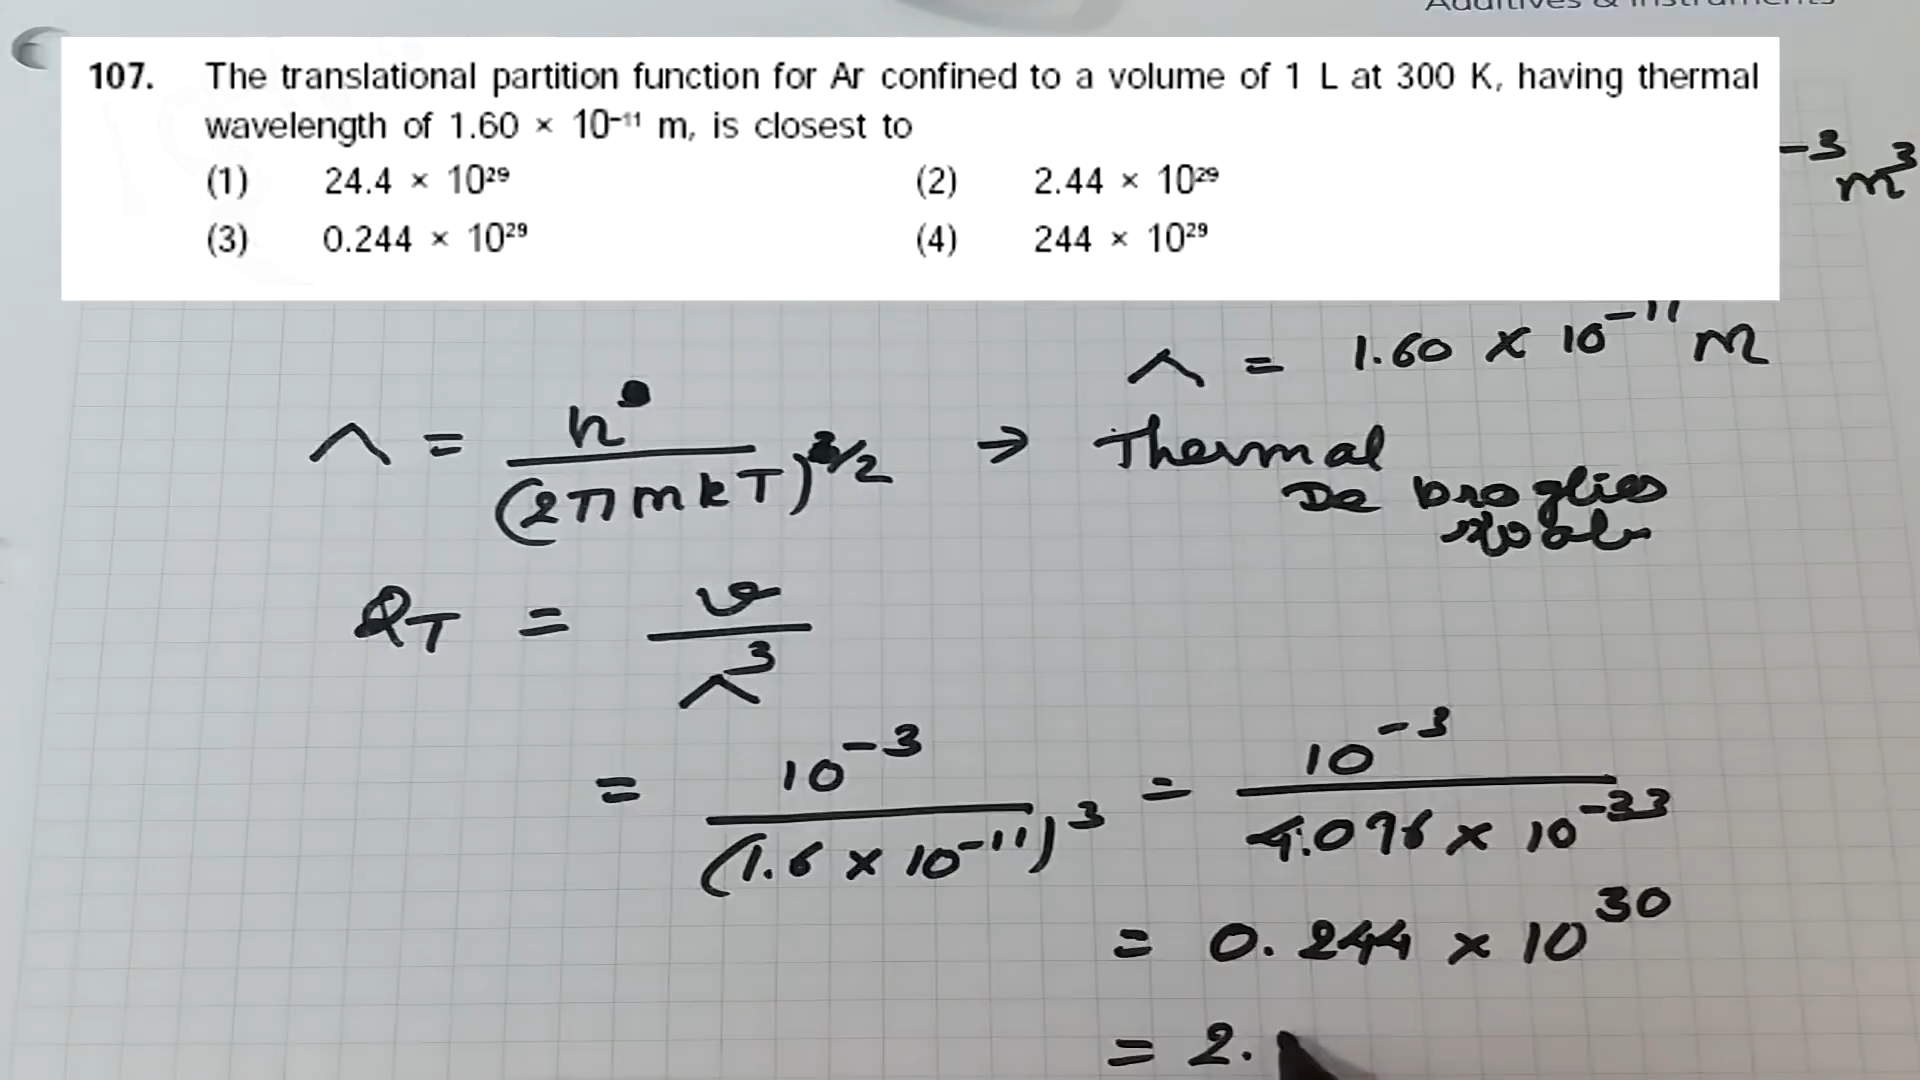 Additives & Instruments
107. The translational partition function for Ar confined to a volume of 1 L at 300 K, having thermal
wavelength of 1.60 × 10⁻¹¹ m, is closest to
(1) 24.4 × 10²⁹ (2) 2.44 × 10²⁹
(3) 0.244 × 10²⁹ (4) 244 × 10²⁹
⁻³ m³
Λ = 1.60 × 10⁻¹¹ m
Λ = h / (2πmkT)^1/2 → Thermal
De broglies
Q_T = v / Λ³
= 10⁻³ / (1.6 × 10⁻¹¹)³ = 10⁻³ / 4.096 × 10⁻³³
= 0.244 × 10³⁰
= 2.